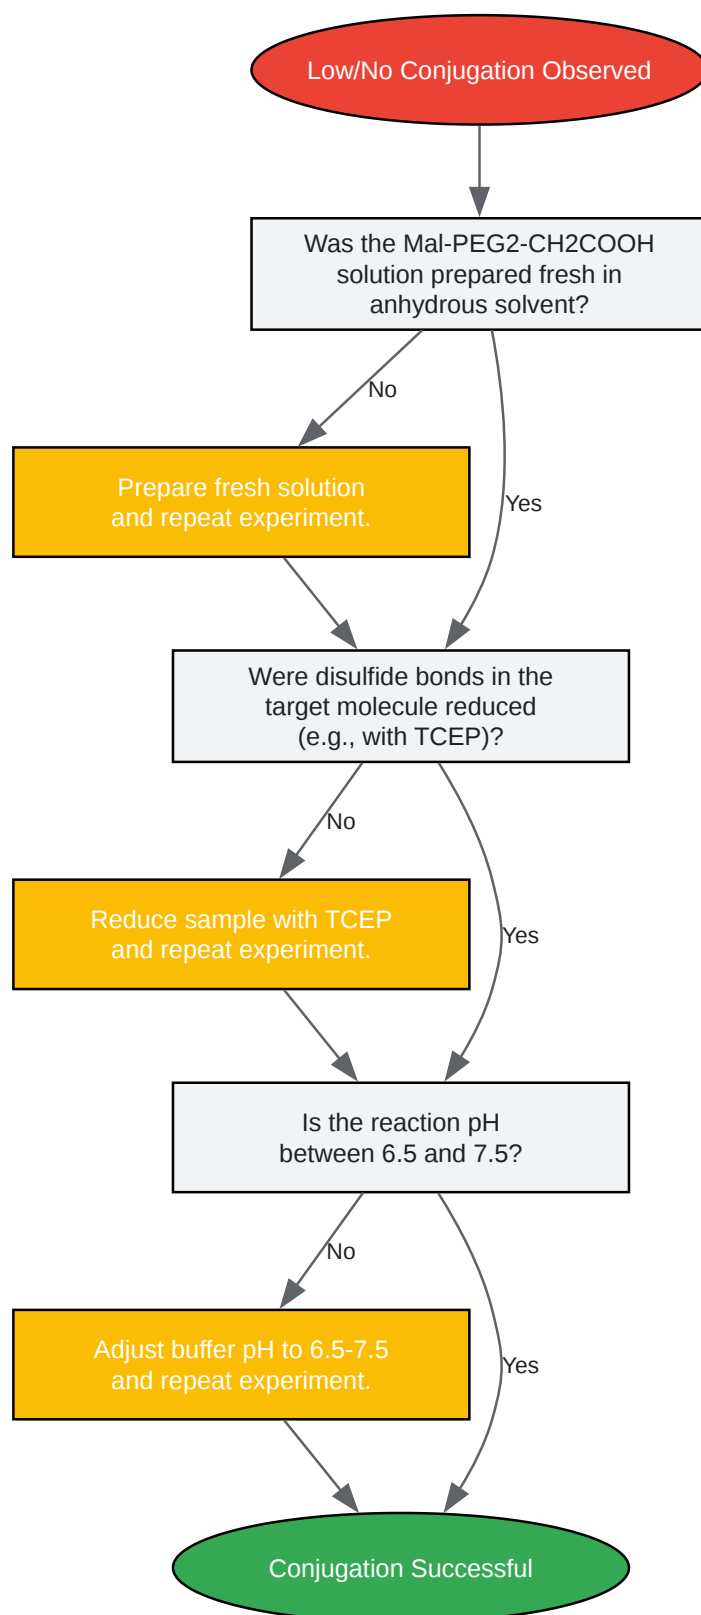 Low/No Conjugation Observed
Was the Mal-PEG2-CH2COOH
solution prepared fresh in
anhydrous solvent?
No
Prepare fresh solution
and repeat experiment.
Yes
Were disulfide bonds in the
target molecule reduced
(e.g., with TCEP)?
No
Reduce sample with TCEP
and repeat experiment.
Yes
Is the reaction pH
between 6.5 and 7.5?
No
Adjust buffer pH to 6.5-7.5
and repeat experiment.
Yes
Conjugation Successful